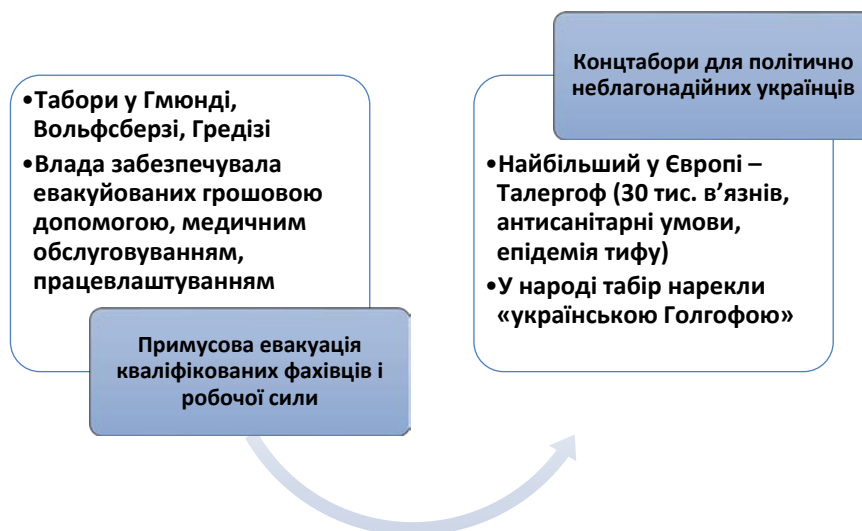 •Табори у Гмюнді,
Вольфсберзі, Гредізі
•Влада забезпечувала
евакуйованих грошовою
допомогою, медичним
обслуговуванням,
працевлаштуванням
Примусова евакуація
кваліфікованих фахівців і
робочої сили
Концтабори для політично
неблагонадійних українців
•Найбільший у Європі –
Талергоф (30 тис. в’язнів,
антисанітарні умови,
епідемія тифу)
•У народі табір нарекли
«українською Голгофою»